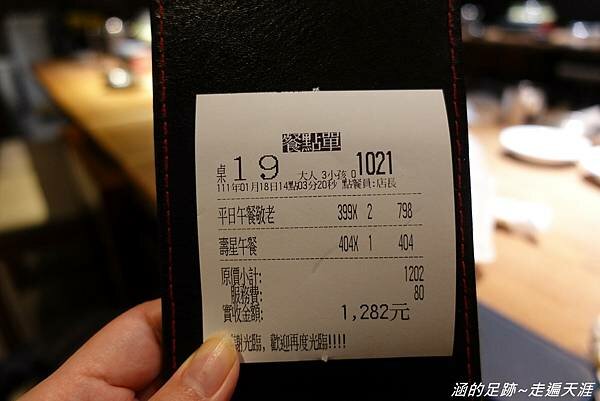 餐點單
桌19 大人 3小孩 0 1021
111年01月18日14點03分20秒 點餐員:店長
平日午餐敬老 399X 2 798
壽星午餐 404X 1 404
原價小計: 1202
服務費: 80
實收金額: 1,282元
謝光臨, 歡迎再度光臨!!!!
涵的足跡~走遍天涯